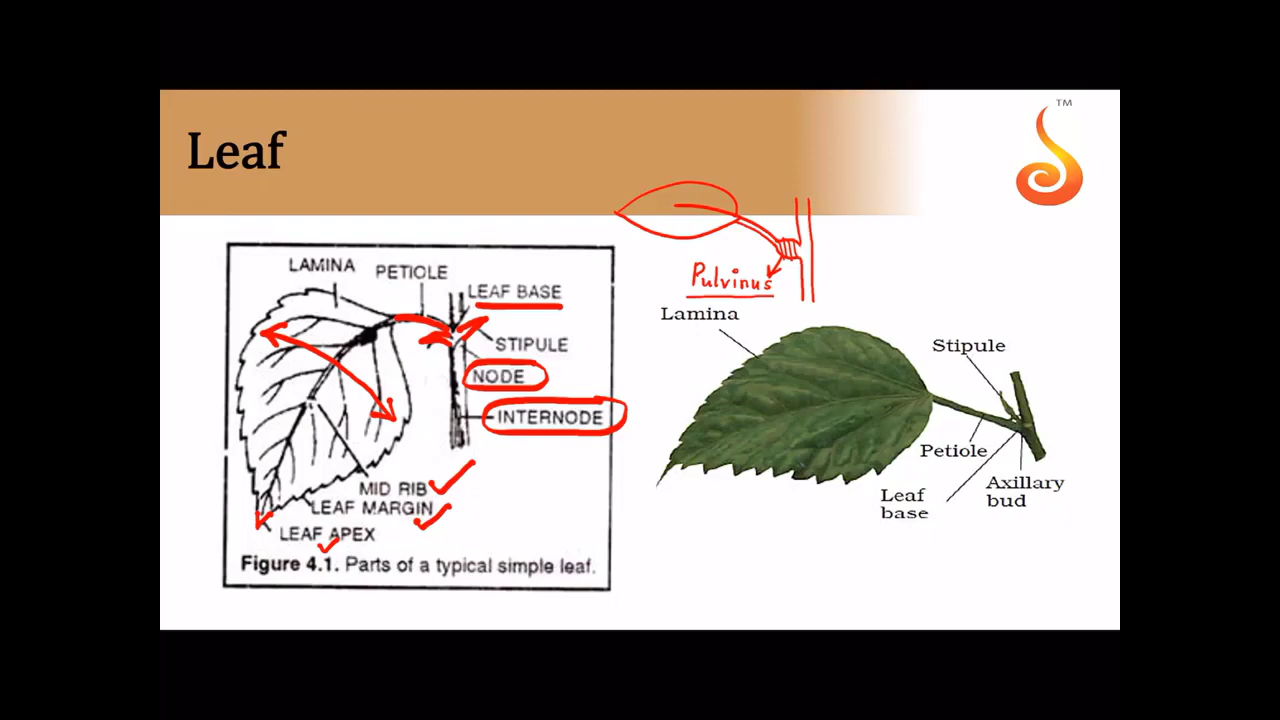 TM
Leaf
LAMINA
PETIOLE
LEAF BASE
STIPULE
NODE
INTERNODE
MID RIB
LEAF MARGIN
LEAF APEX
Figure 4.1. Parts of a typical simple leaf.
Pulvinus
Lamina
Stipule
Petiole
Leaf
base
Axillary
bud